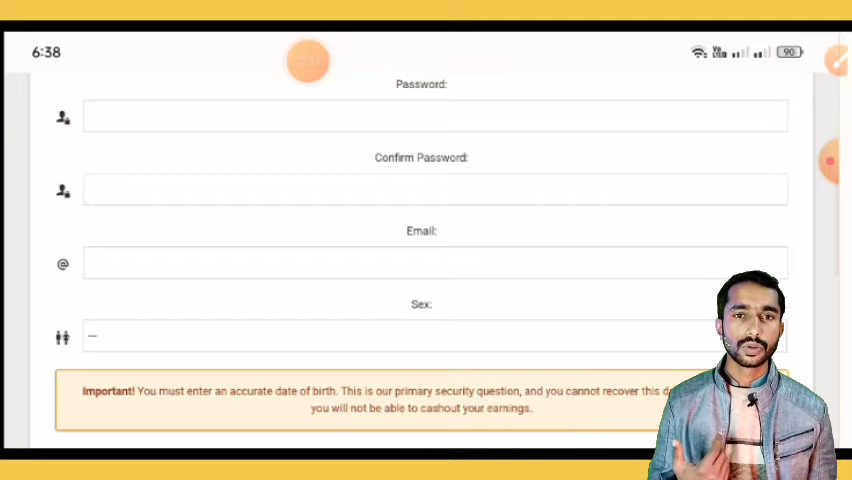 6:38
90
Password:
Confirm Password:
Email:
@
Sex:
---
Important! You must enter an accurate date of birth. This is our primary security question, and you cannot recover this
you will not be able to cashout your earnings.